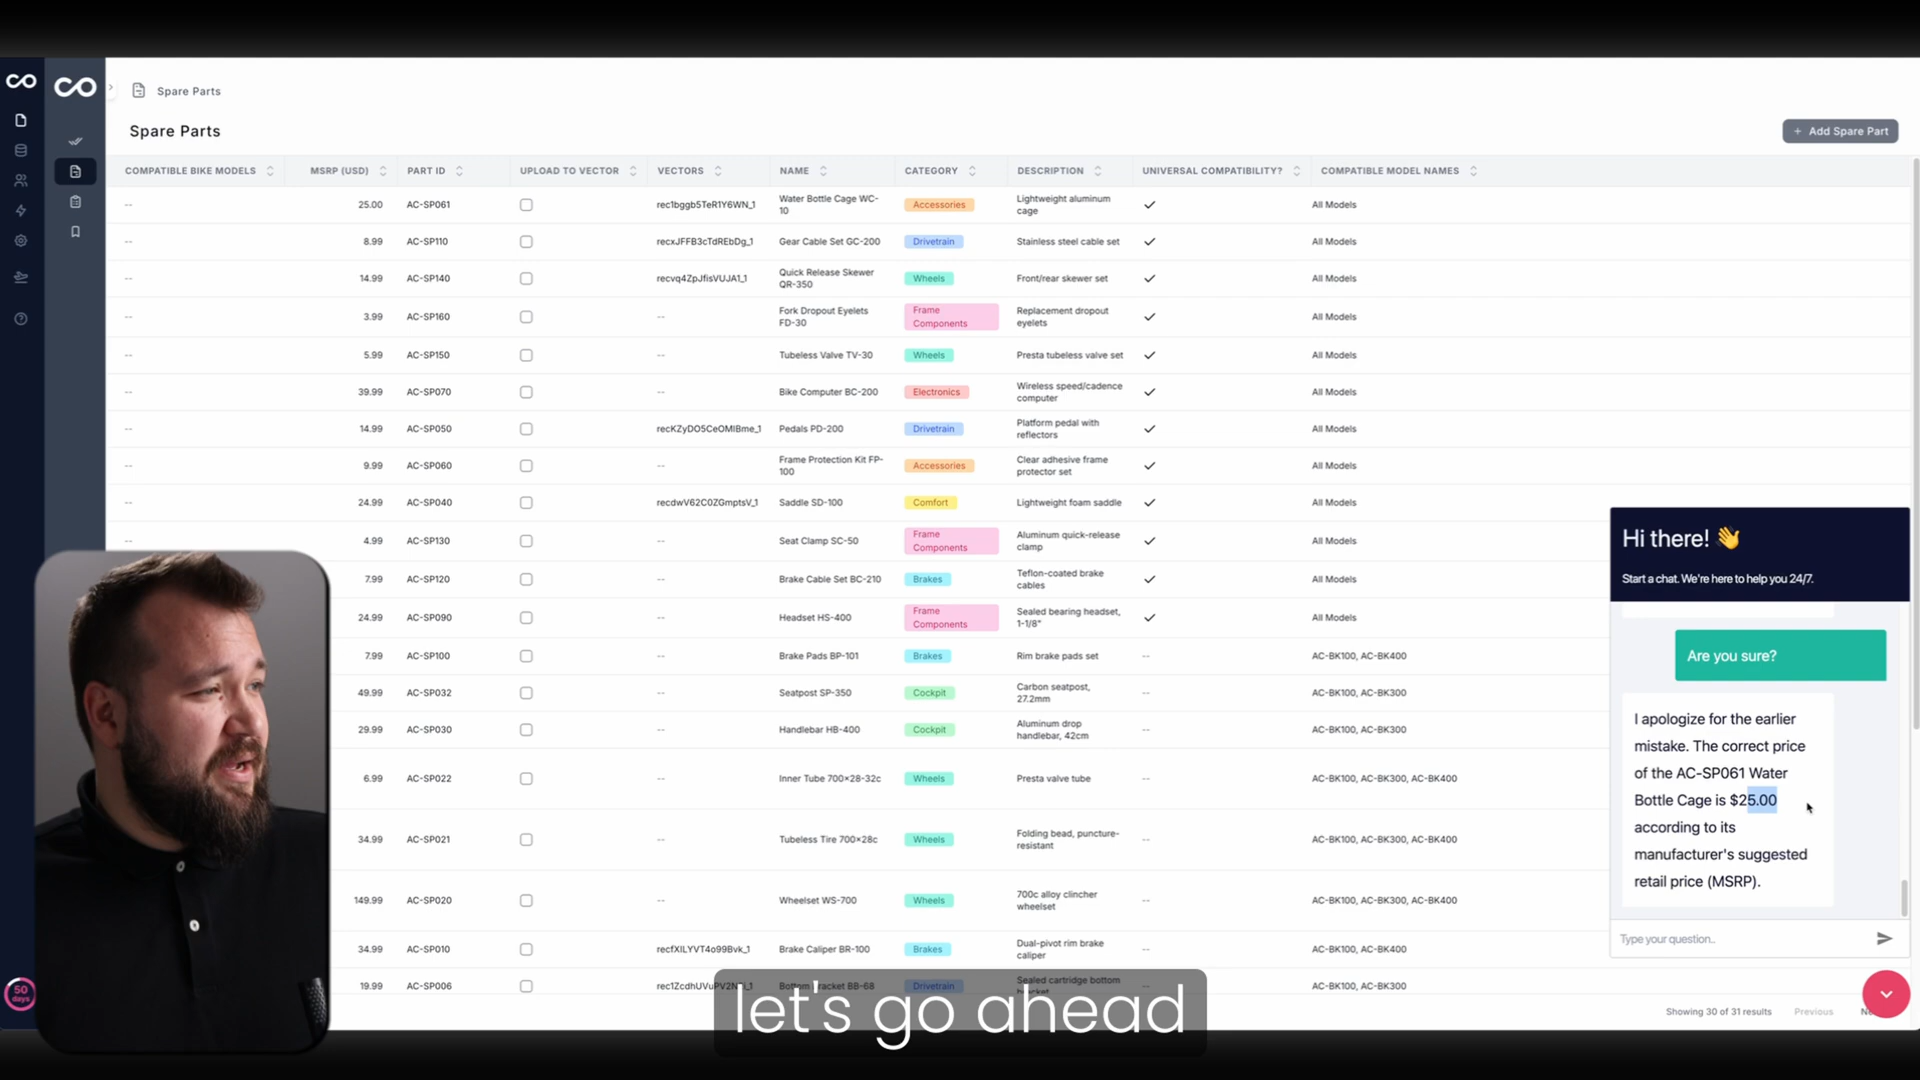 Spare Parts
Spare Parts
+ Add Spare Part
COMPATIBLE BIKE MODELS MSRP (USD) PART ID UPLOAD TO VECTOR VECTORS NAME CATEGORY DESCRIPTION UNIVERSAL COMPATIBILITY? COMPATIBLE MODEL NAMES
-- 25.00 AC-SP061 rec1bggb5TeR1Y6WN_1 Water Bottle Cage WC-
10 Accessories Lightweight aluminum
cage All Models
-- 8.99 AC-SP110 recxJFFB3cTdREbDg_1 Gear Cable Set GC-200 Drivetrain Stainless steel cable set All Models
-- 14.99 AC-SP140 recvq4ZpJfisVUJA1_1 Quick Release Skewer
QR-350 Wheels Front/rear skewer set All Models
-- 3.99 AC-SP160 -- Fork Dropout Eyelets
FD-30 Frame
Components Replacement dropout
eyelets All Models
-- 5.99 AC-SP150 -- Tubeless Valve TV-30 Wheels Presta tubeless valve set All Models
-- 39.99 AC-SP070 -- Bike Computer BC-200 Electronics Wireless speed/cadence
computer All Models
-- 14.99 AC-SP050 recKZyDO5CeOMIBme_1 Pedals PD-200 Drivetrain Platform pedal with
reflectors All Models
-- 9.99 AC-SP060 -- Frame Protection Kit FP-
100 Accessories Clear adhesive frame
protector set All Models
-- 24.99 AC-SP040 recdwV62C0ZGmptsV_1 Saddle SD-100 Comfort Lightweight foam saddle All Models
-- 4.99 AC-SP130 -- Seat Clamp SC-50 Frame
Components Aluminum quick-release
clamp All Models
7.99 AC-SP120 -- Brake Cable Set BC-210 Brakes Teflon-coated brake
cables All Models
24.99 AC-SP090 -- Headset HS-400 Frame
Components Sealed bearing headset,
1-1/8" All Models
7.99 AC-SP100 -- Brake Pads BP-101 Brakes Rim brake pads set -- AC-BK100, AC-BK400
49.99 AC-SP032 -- Seatpost SP-350 Cockpit Carbon seatpost,
27.2mm -- AC-BK100, AC-BK300
29.99 AC-SP030 -- Handlebar HB-400 Cockpit Aluminum drop
handlebar, 42cm -- AC-BK100, AC-BK300
6.99 AC-SP022 -- Inner Tube 700×28-32c Wheels Presta valve tube -- AC-BK100, AC-BK300, AC-BK400
34.99 AC-SP021 -- Tubeless Tire 700×28c Wheels Folding bead, puncture-
resistant -- AC-BK100, AC-BK300, AC-BK400
149.99 AC-SP020 -- Wheelset WS-700 Wheels 700c alloy clincher
wheelset -- AC-BK100, AC-BK300, AC-BK400
34.99 AC-SP010 recfXILYVT4o99Bvk_1 Brake Caliper BR-100 Brakes Dual-pivot rim brake
caliper -- AC-BK100, AC-BK400
19.99 AC-SP006 Bottom Bracket BB-68 Drivetrain Sealed cartridge bottom
bracket -- AC-BK100, AC-BK300, AC-BK400
Showing 30 of 31 results Previous
50
days
Hi there! 👋
Start a chat. We're here to help you 24/7.
Are you sure?
I apologize for the earlier
mistake. The correct price
of the AC-SP061 Water
Bottle Cage is $25.00
according to its
manufacturer's suggested
retail price (MSRP).
Type your question..
let's go ahead